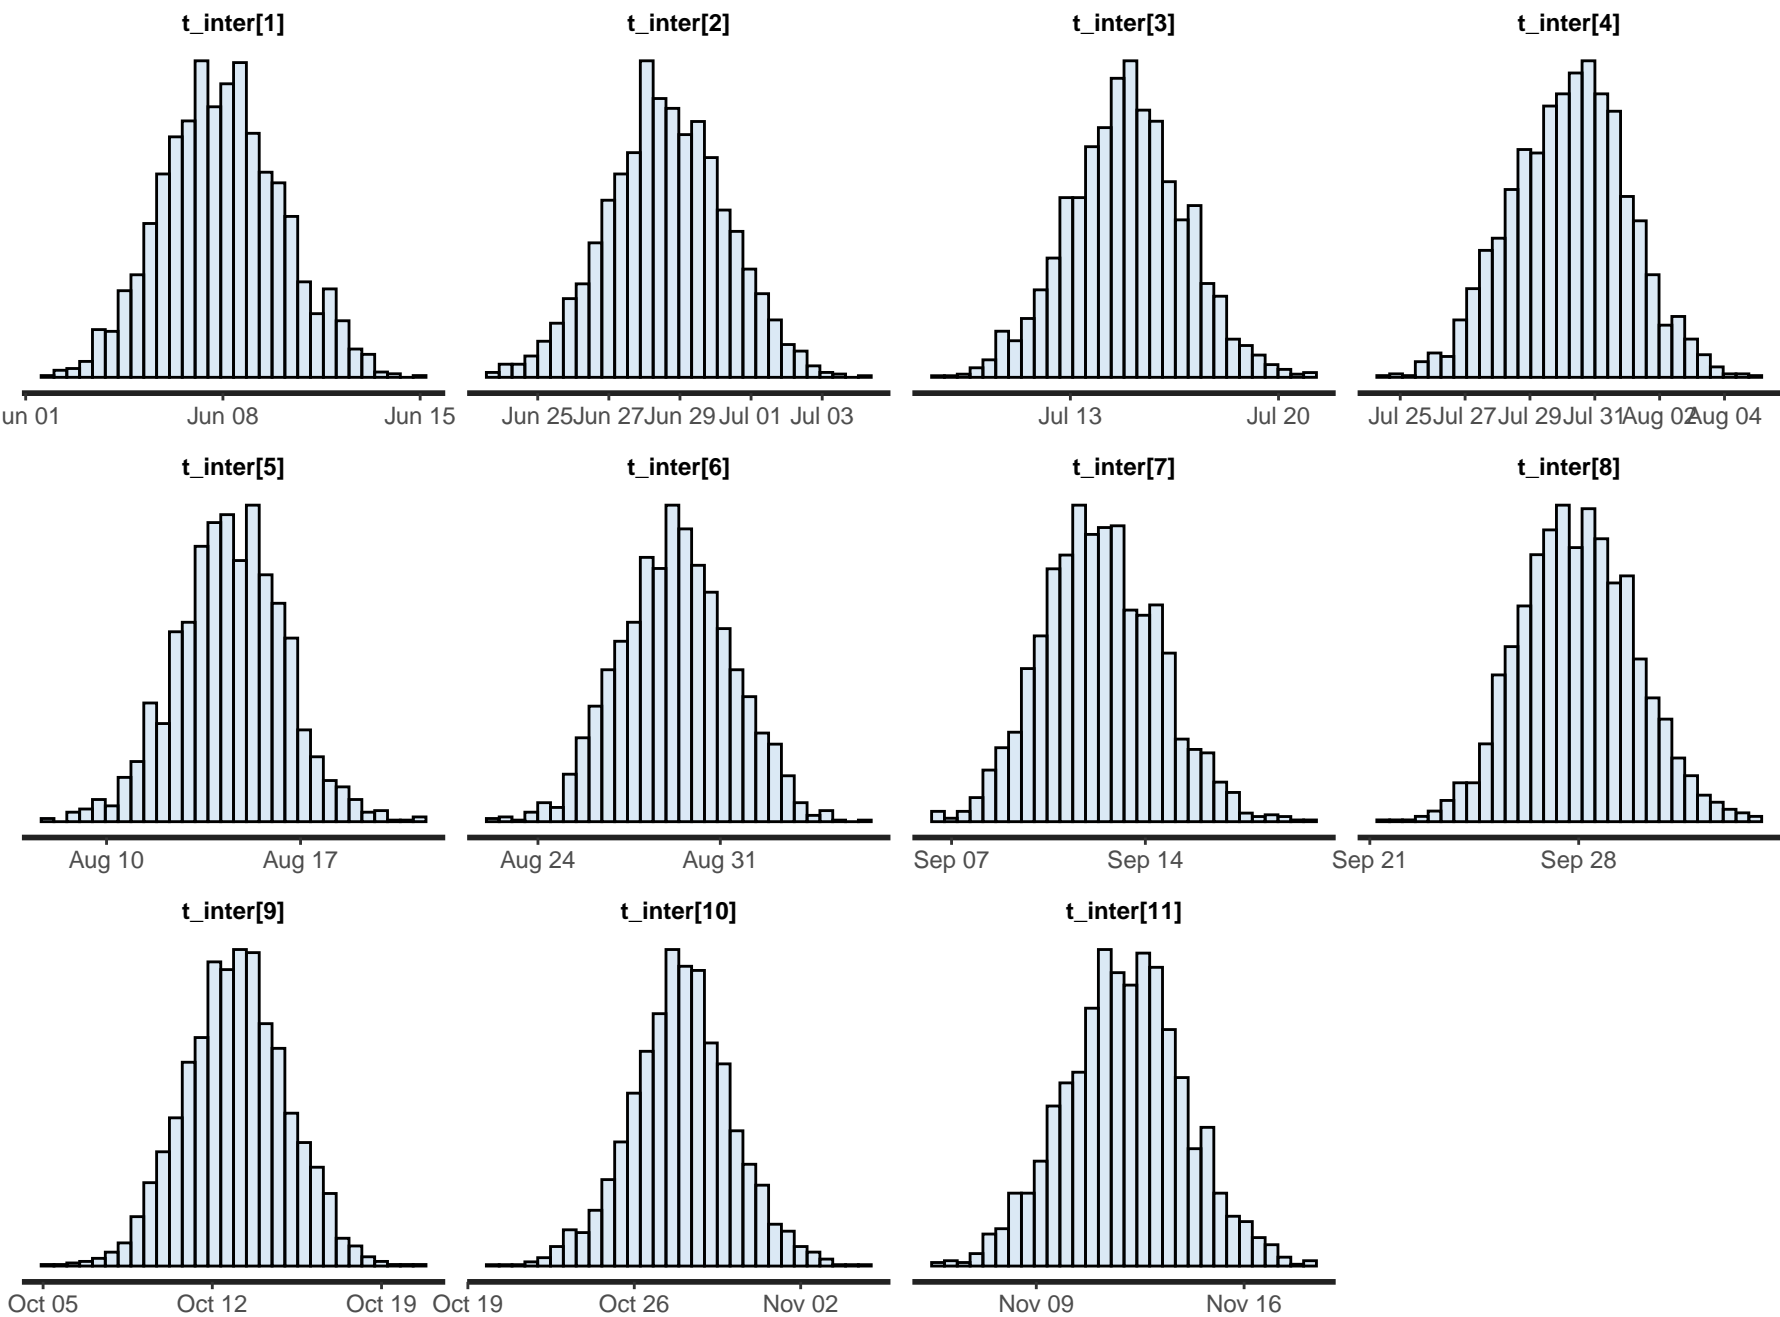 t_inter[1] t_inter[2] t_inter[3] t_inter[4]
un 01 Jun 08 Jun 15 Jun 25 Jun 27 Jun 29 Jul 01 Jul 03 Jul 13 Jul 20 Jul 25 Jul 27 Jul 29 Jul 31 Aug 02 Aug 04
t_inter[5] t_inter[6] t_inter[7] t_inter[8]
Aug 10 Aug 17 Aug 24 Aug 31 Sep 07 Sep 14 Sep 21 Sep 28
t_inter[9] t_inter[10] t_inter[11]
Oct 05 Oct 12 Oct 19 Oct 19 Oct 26 Nov 02 Nov 09 Nov 16